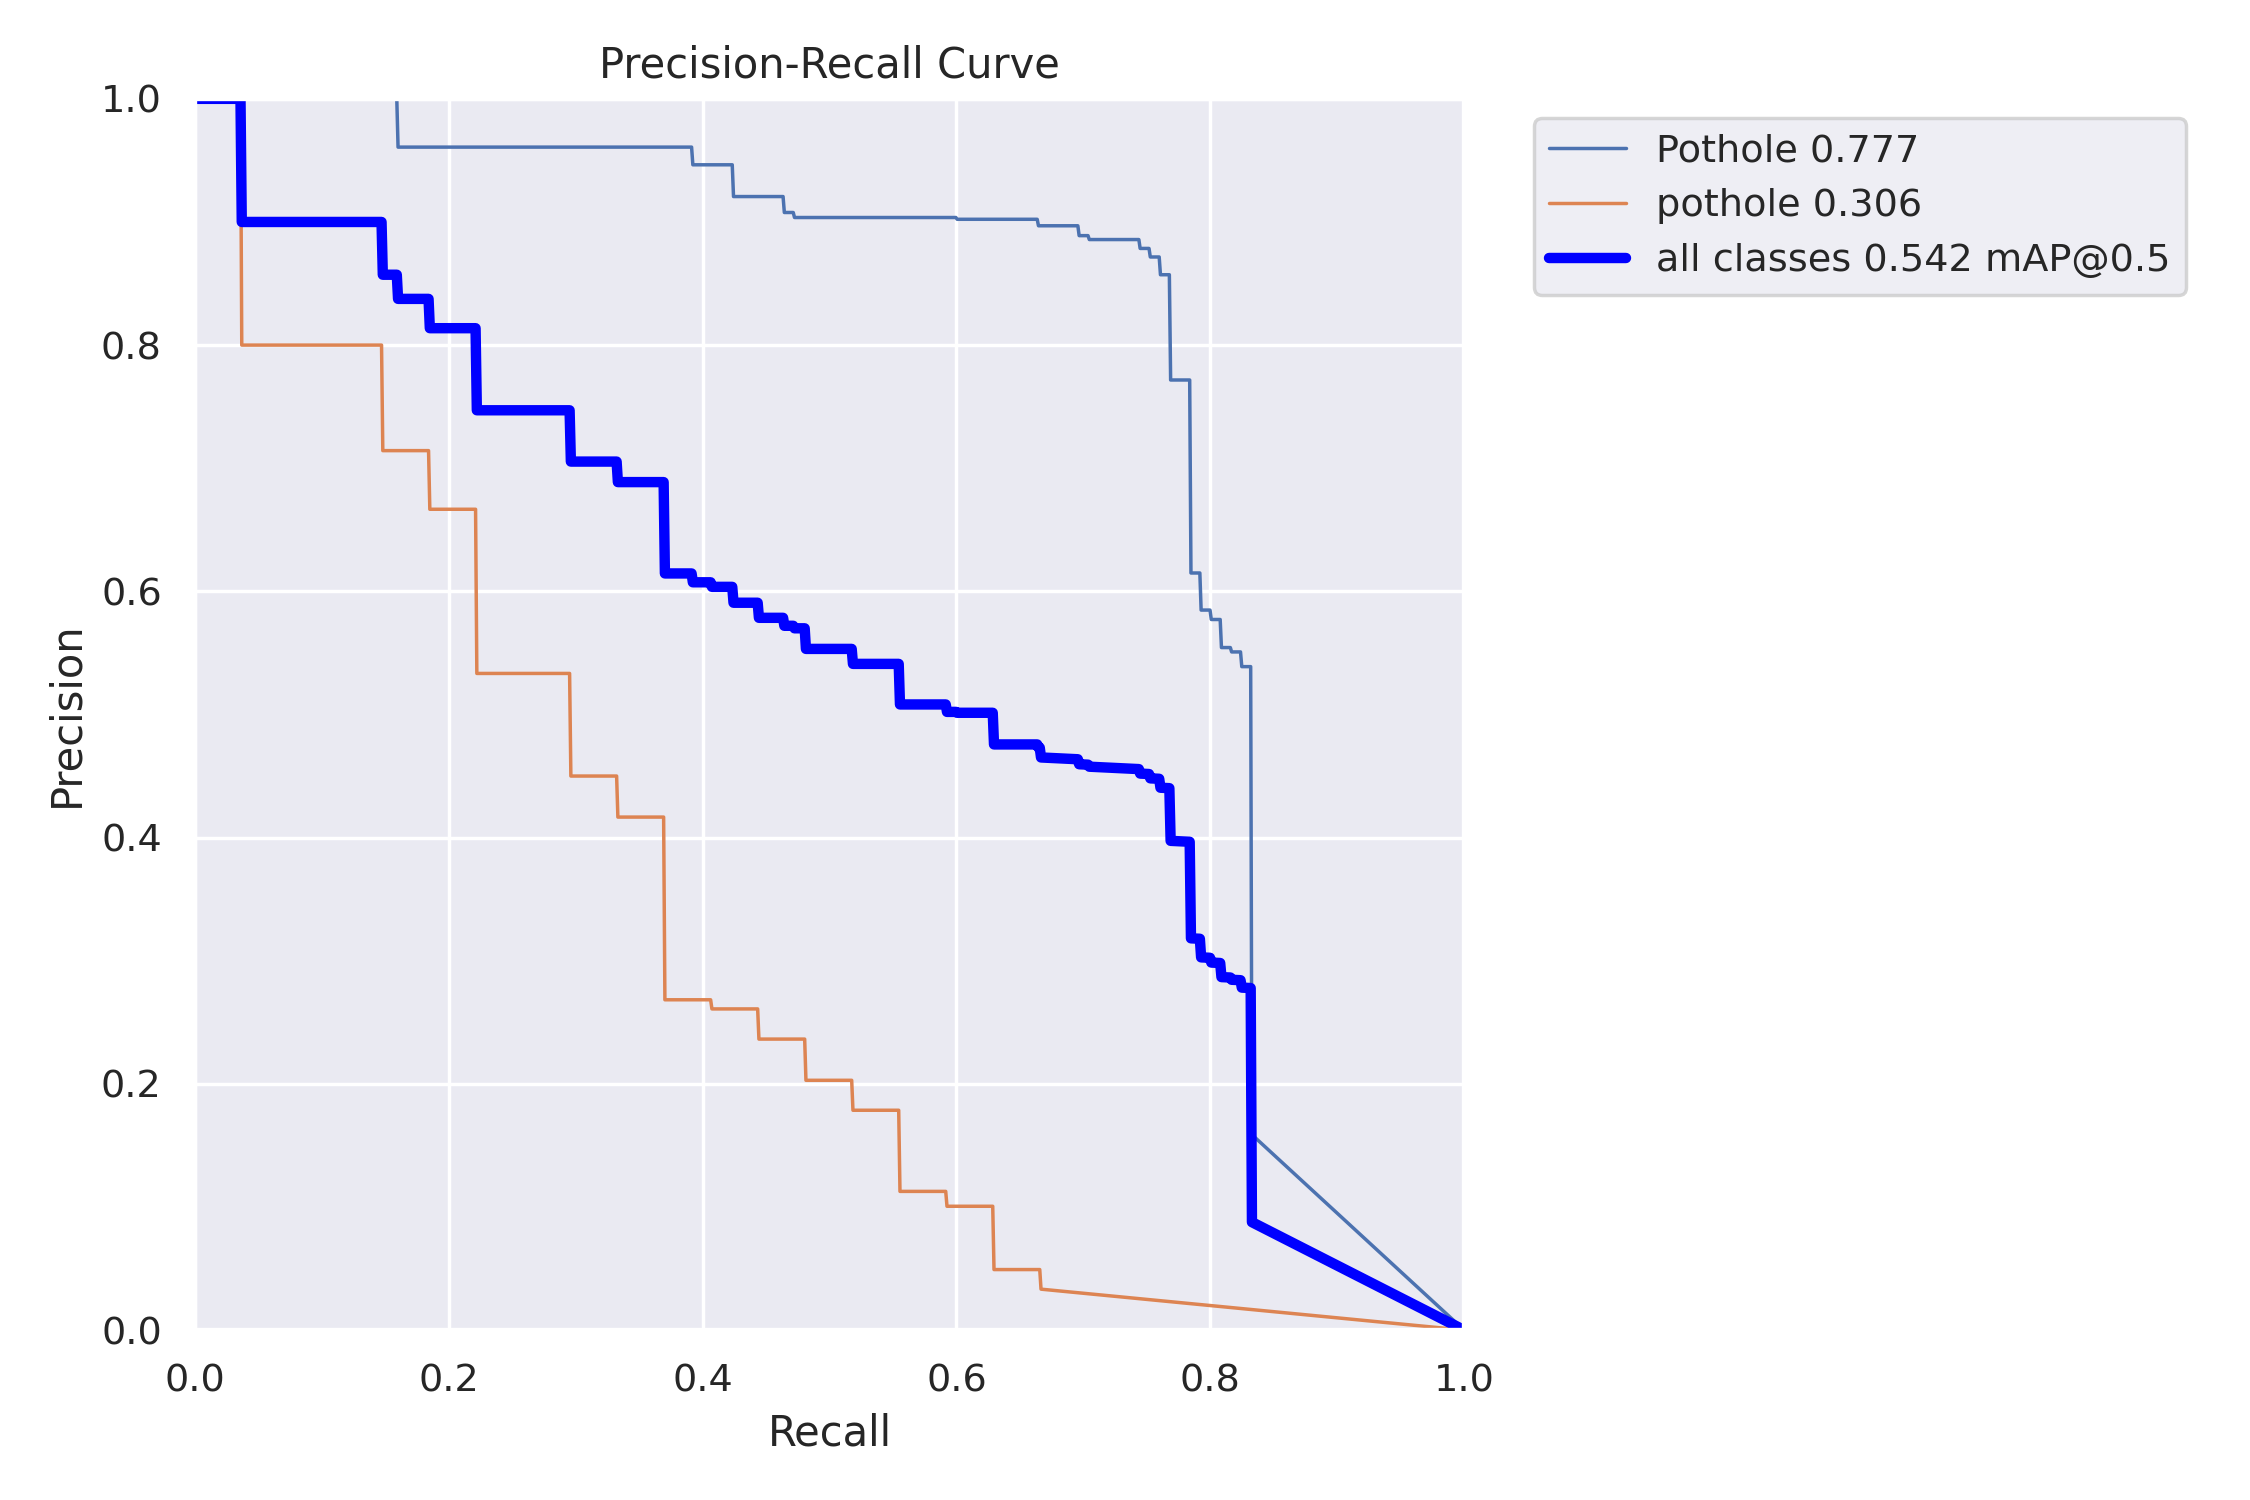 Precision-Recall Curve
Pothole 0.777
pothole 0.306
all classes 0.542 mAP@0.5
Precision
1.0
0.8
0.6
0.4
0.2
0.0
0.0 0.2 0.4 0.6 0.8 1.0
Recall